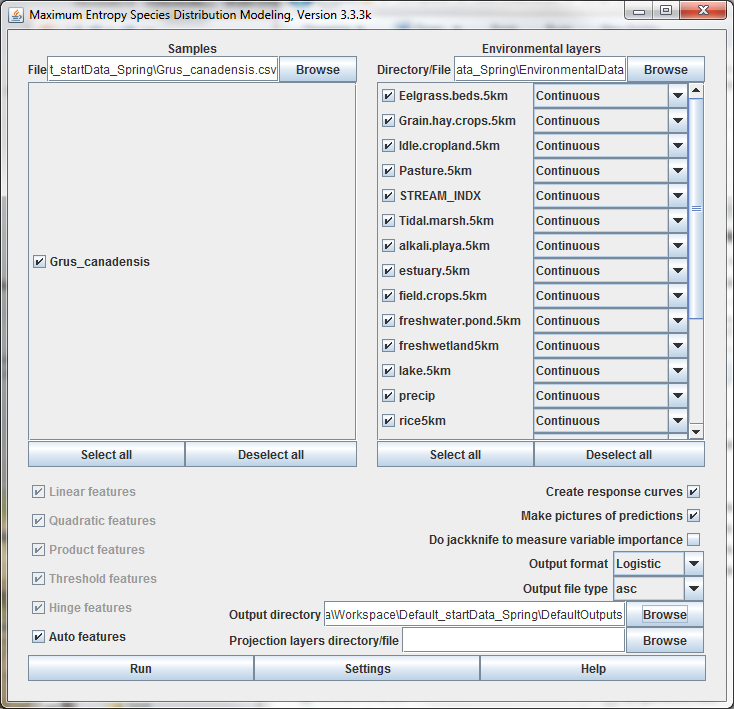 Maximum Entropy Species Distribution Modeling, Version 3.3.3k
Samples
File t_startData_Spring\Grus_canadensis.csv Browse
Environmental layers
Directory/File ata_Spring\EnvironmentalData Browse
Grus_canadensis
Eelgrass.beds.5km Continuous
Grain.hay.crops.5km Continuous
Idle.cropland.5km Continuous
Pasture.5km Continuous
STREAM_INDX Continuous
Tidal.marsh.5km Continuous
alkali.playa.5km Continuous
estuary.5km Continuous
field.crops.5km Continuous
freshwater.pond.5km Continuous
freshwetland5km Continuous
lake.5km Continuous
precip Continuous
rice5km Continuous
Select all Deselect all
Select all Deselect all
Linear features
Quadratic features
Product features
Threshold features
Hinge features
Auto features
Create response curves
Make pictures of predictions
Do jackknife to measure variable importance
Output format Logistic
Output file type asc
Output directory a\Workspace\Default_startData_Spring\DefaultOutputs Browse
Projection layers directory/file Browse
Run Settings Help